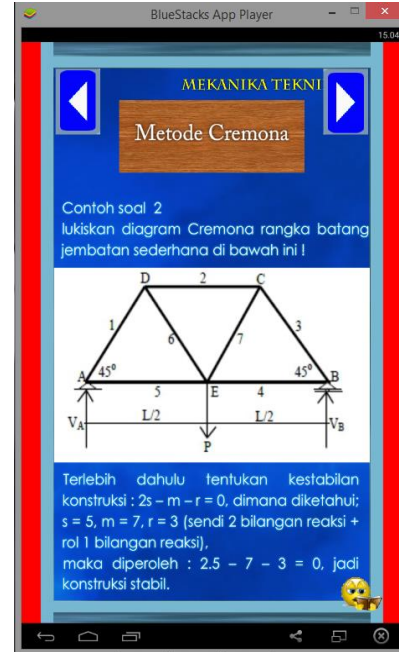 BlueStacks App Player
15.04
MEKANIKA TEKNI
Metode Cremona
Contoh soal 2
lukiskan diagram Cremona rangka batang
jembatan sederhana di bawah ini !
D 2 C
1 6 7 3
A 45° 45° B
5 E 4
V_A L/2 L/2 V_B
P
Terlebih dahulu tentukan kestabilan
konstruksi : 2s – m – r = 0, dimana diketahui;
s = 5, m = 7, r = 3 (sendi 2 bilangan reaksi +
rol 1 bilangan reaksi),
maka diperoleh : 2.5 – 7 – 3 = 0, jadi
konstruksi stabil.